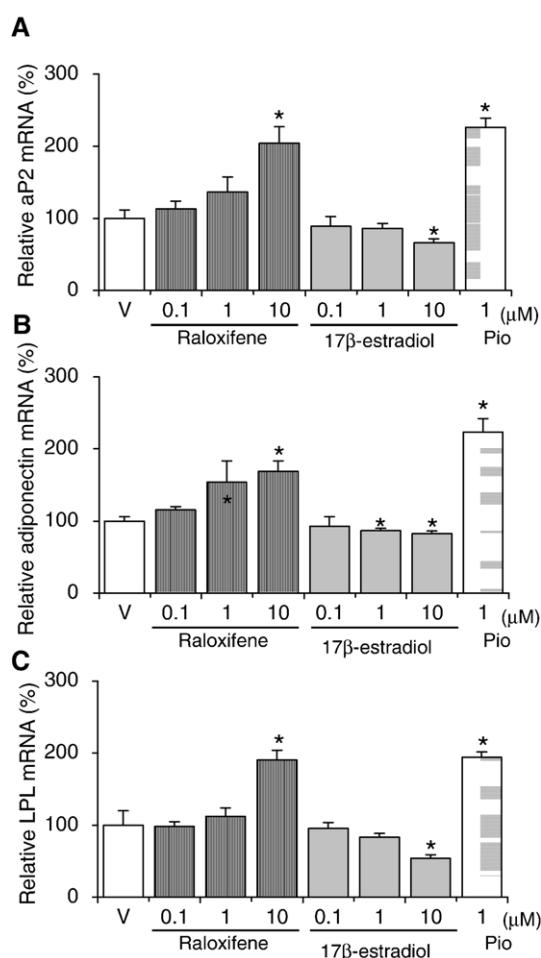 A
Relative aP2 mRNA (%)
300
200
100
0
*
*
*
V 0.1 1 10 0.1 1 10 1 (μM)
Raloxifene 17β-estradiol Pio
B
Relative adiponectin mRNA (%)
300
200
100
0
*
*
*
* *
V 0.1 1 10 0.1 1 10 1 (μM)
Raloxifene 17β-estradiol Pio
C
Relative LPL mRNA (%)
300
200
100
0
* *
*
V 0.1 1 10 0.1 1 10 1 (μM)
Raloxifene 17β-estradiol Pio